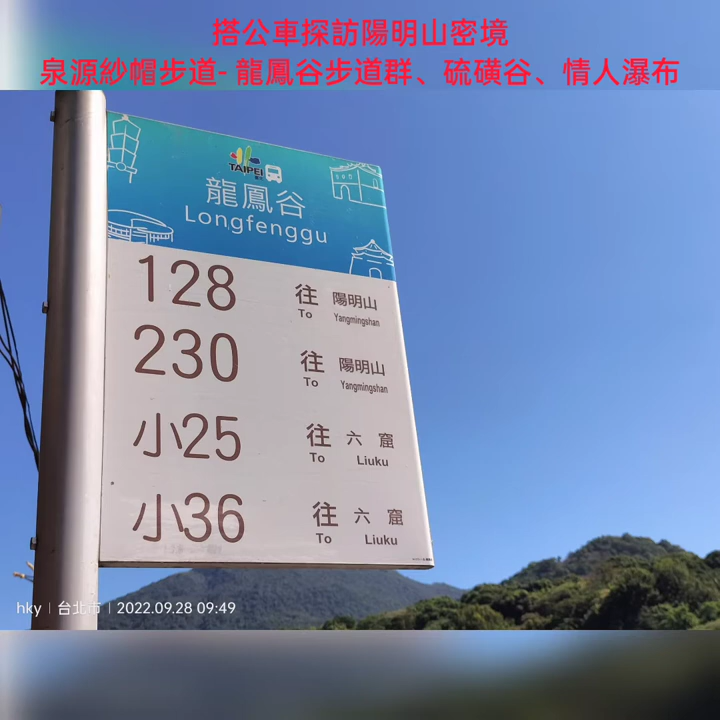 搭公車探訪陽明山密境
泉源紗帽步道- 龍鳳谷步道群、硫磺谷、情人瀑布
TAIPEI
龍鳳谷
Longfenggu
128 往 陽明山
To Yangmingshan
230 往 陽明山
To Yangmingshan
小25 往 六 窟
To Liuku
小36 往 六 窟
To Liuku
hky | 台北市 | 2022.09.28 09:49